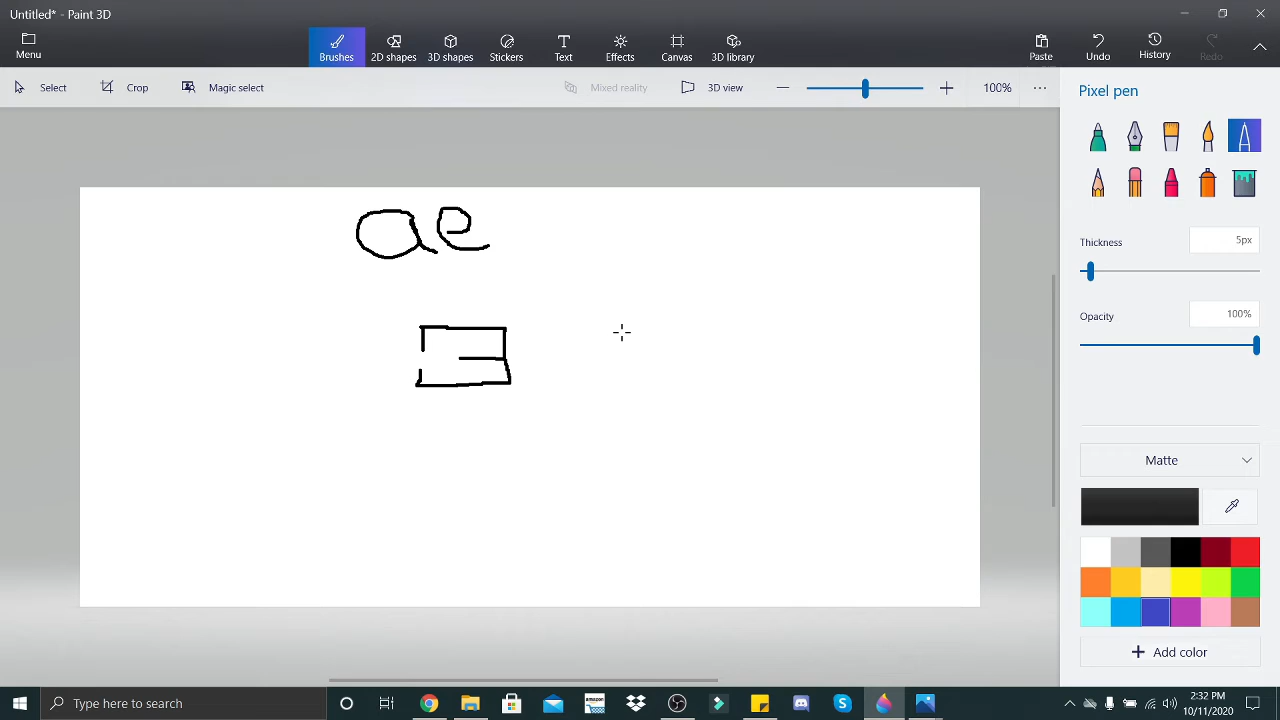 Untitled* - Paint 3D
Menu
Brushes 2D shapes 3D shapes Stickers Text Effects Canvas 3D library Paste Undo History Redo
Select Crop Magic select Mixed reality 3D view 100%
Pixel pen
Thickness 5px
Opacity 100%
Matte
Add color
ae
Type here to search
amazon
2:32 PM
10/11/2020